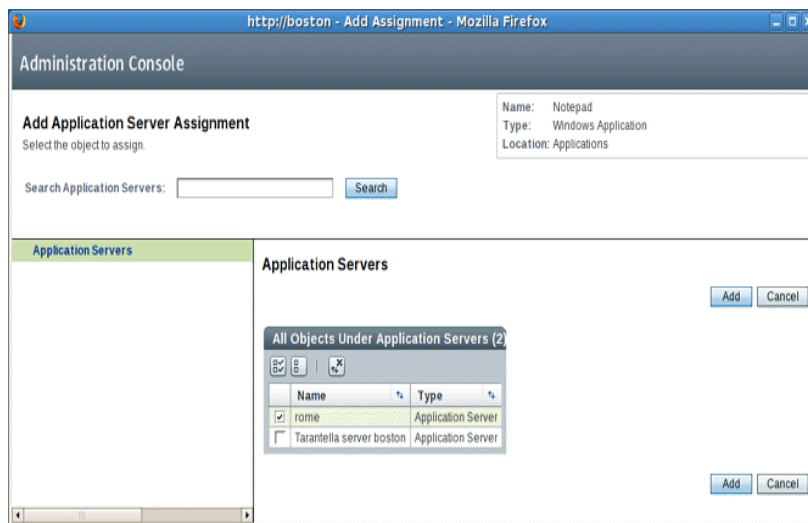 http://boston - Add Assignment - Mozilla Firefox
Administration Console
Add Application Server Assignment
Select the object to assign.
Name: Notepad
Type: Windows Application
Location: Applications
Search Application Servers: Search
Application Servers
Application Servers
Add Cancel
All Objects Under Application Servers (2)
Name Type
rome Application Server
Tarantella server boston Application Server
Add Cancel